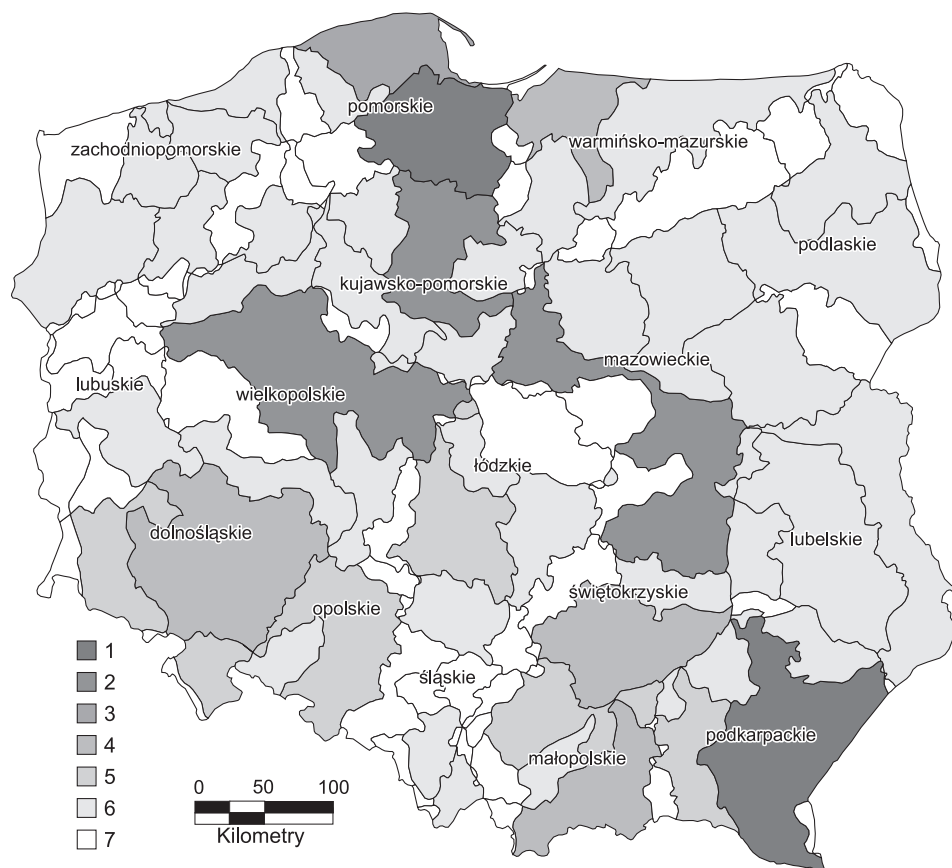 pomorskie
zachodniopomorskie
warmińsko-mazurskie
podlaskie
kujawsko-pomorskie
mazowieckie
lubuskie
wielkopolskie
łódzkie
dolnośląskie
lubelskie
opolskie
świętokrzyskie
śląskie
małopolskie
podkarpackie
1
2
3
4
5
6
7
0 50 100
Kilometry